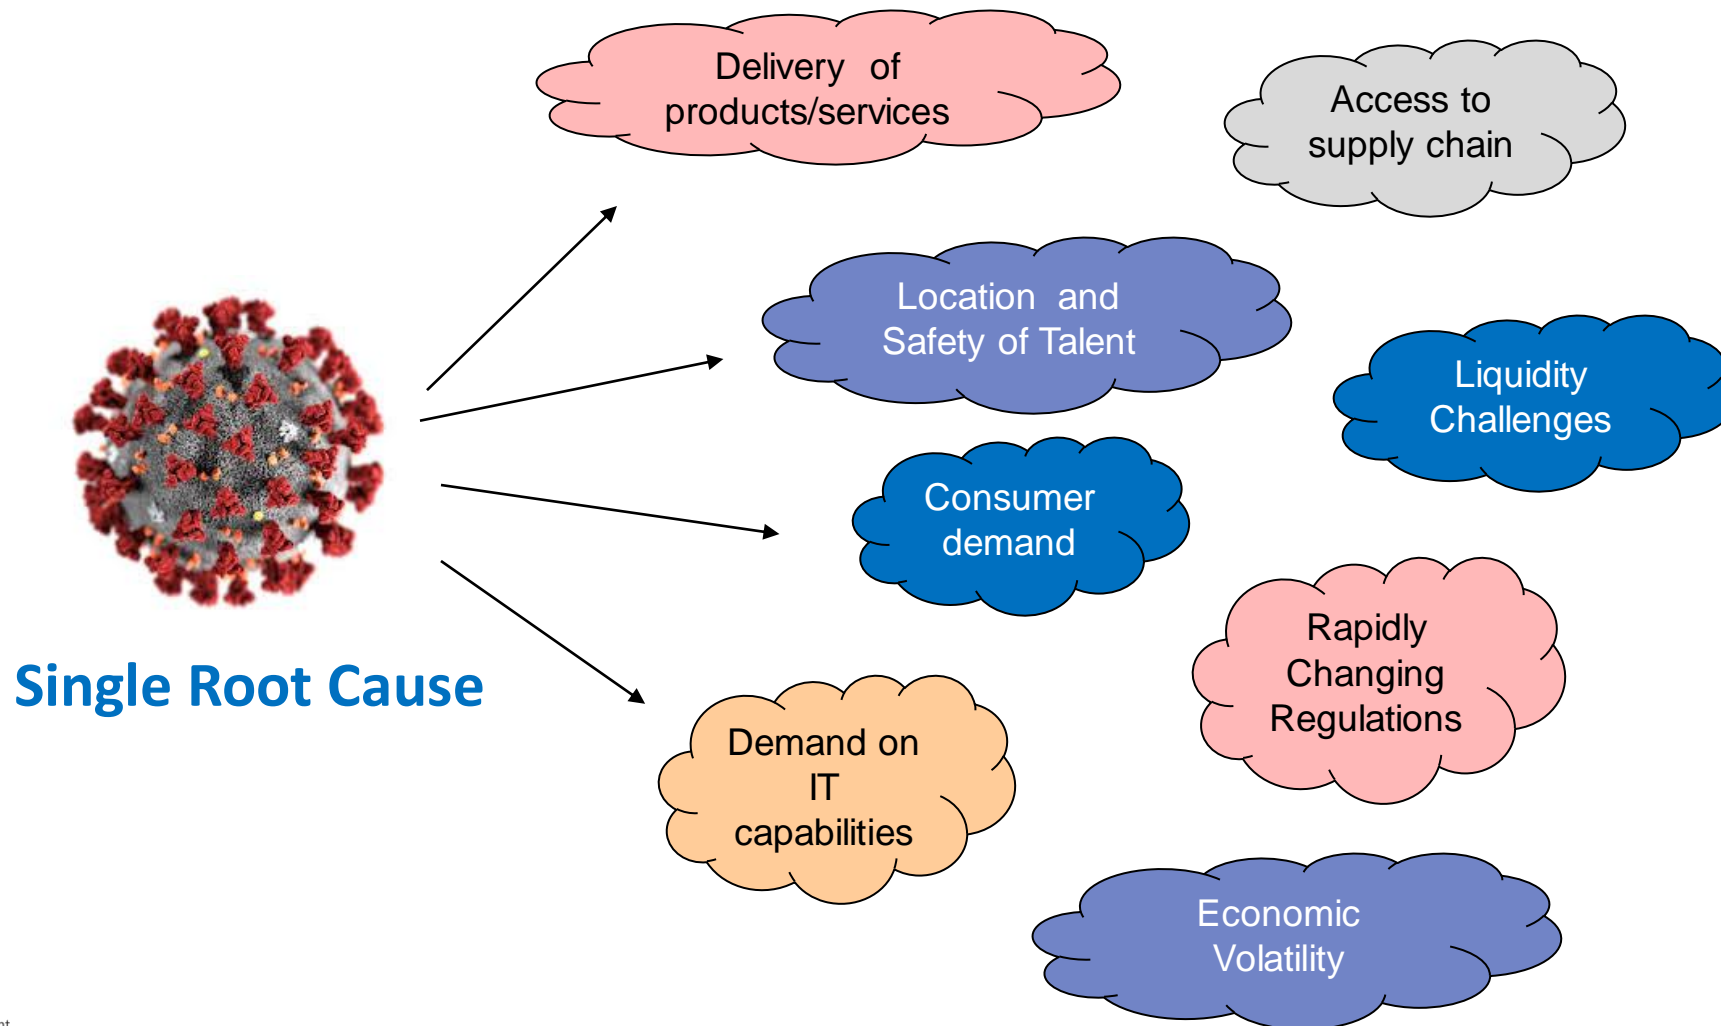 Delivery of
products/services
Access to
supply chain
Location and
Safety of Talent
Liquidity
Challenges
Consumer
demand
Rapidly
Changing
Regulations
Single Root Cause
Demand on
IT
capabilities
Economic
Volatility